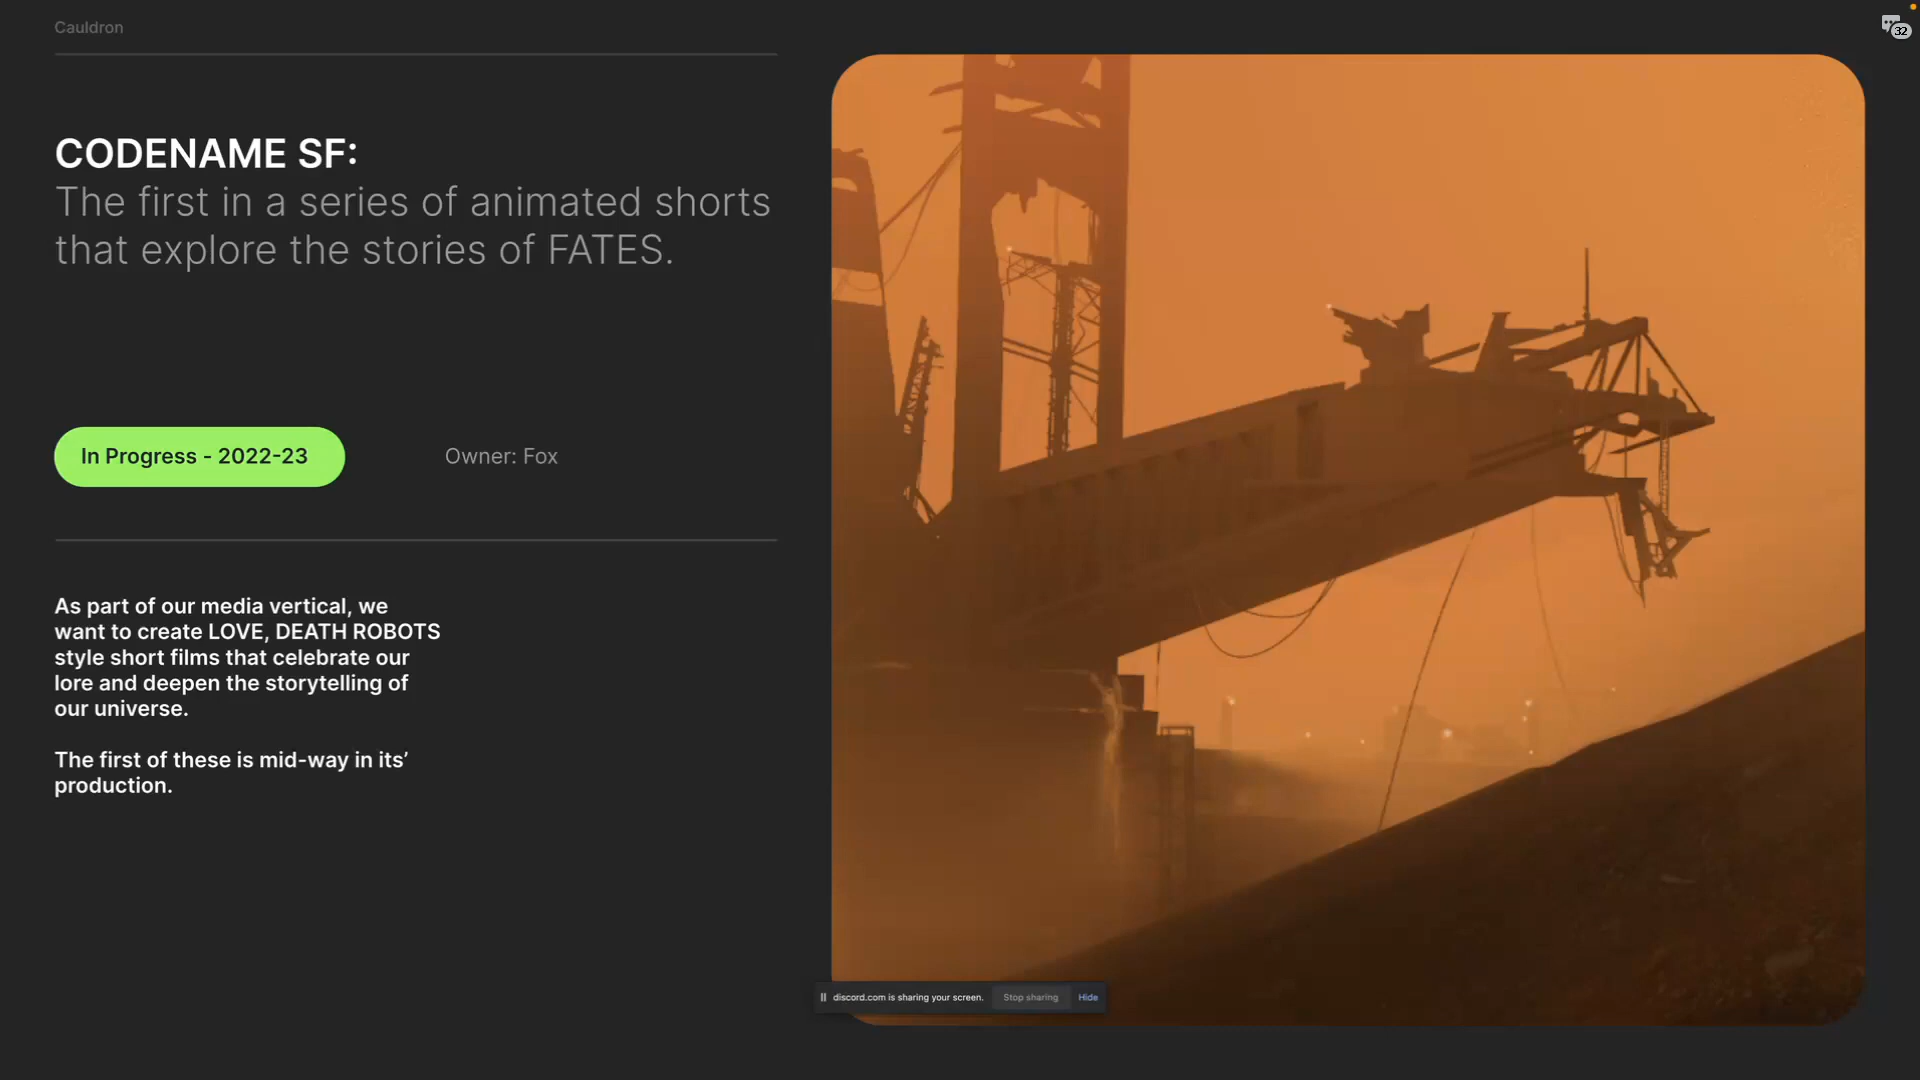 Cauldron
32
CODENAME SF:
The first in a series of animated shorts
that explore the stories of FATES.
In Progress - 2022-23
Owner: Fox
As part of our media vertical, we
want to create LOVE, DEATH ROBOTS
style short films that celebrate our
lore and deepen the storytelling of
our universe.
The first of these is mid-way in its’
production.
discord.com is sharing your screen. Stop sharing Hide